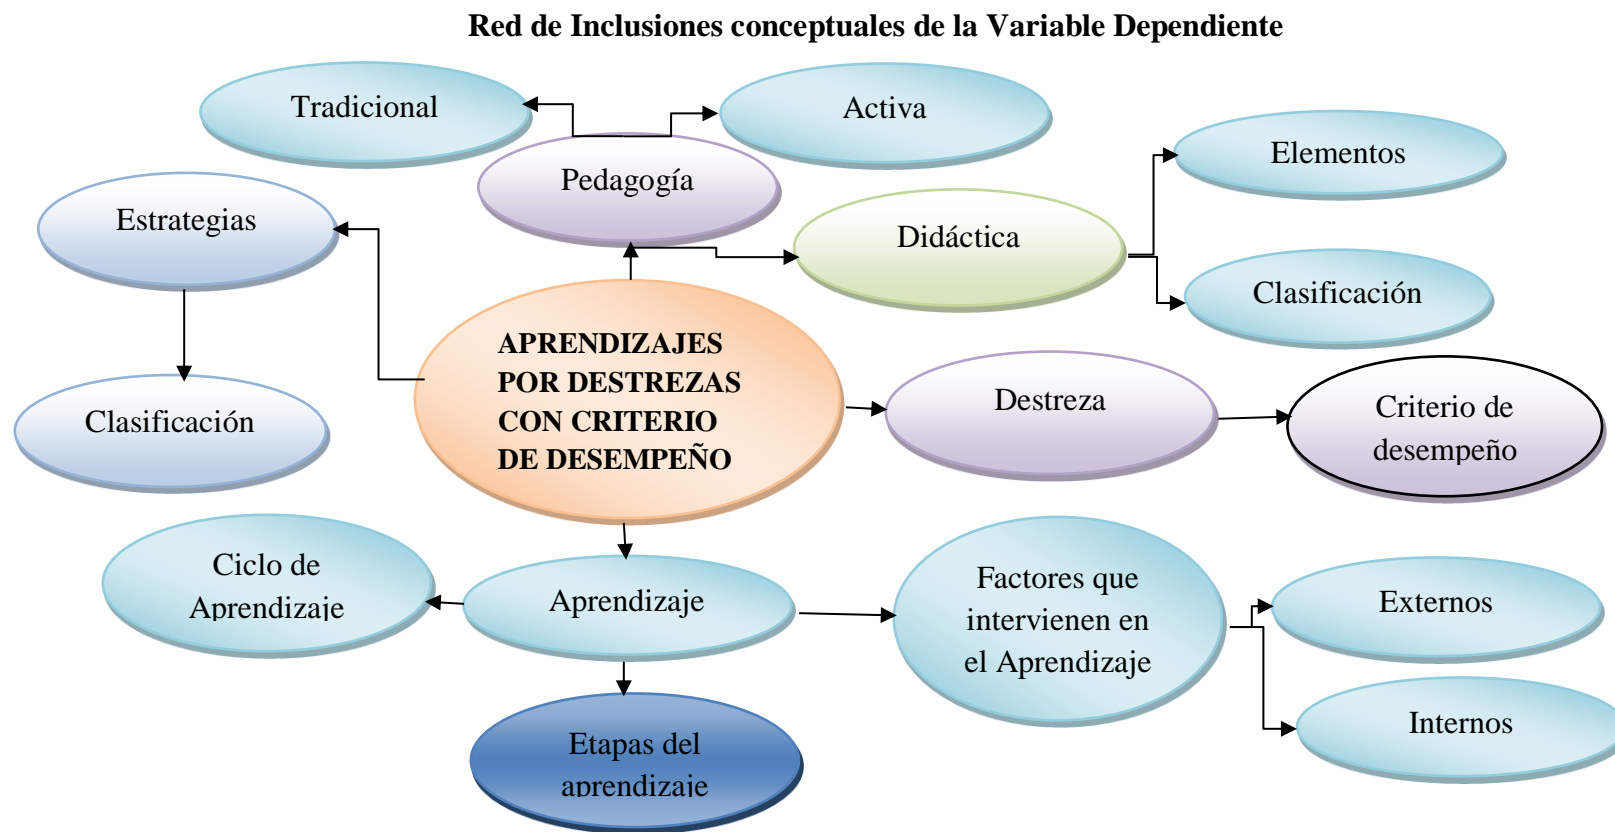 Red de Inclusiones conceptuales de la Variable Dependiente
Tradicional
Activa
Pedagogía
Elementos
Estrategias
Didáctica
Clasificación
APRENDIZAJES
POR DESTREZAS
CON CRITERIO
DE DESEMPEÑO
Clasificación
Destreza
Criterio de
desempeño
Ciclo de
Aprendizaje
Aprendizaje
Factores que
intervienen en
el Aprendizaje
Externos
Internos
Etapas del
aprendizaje